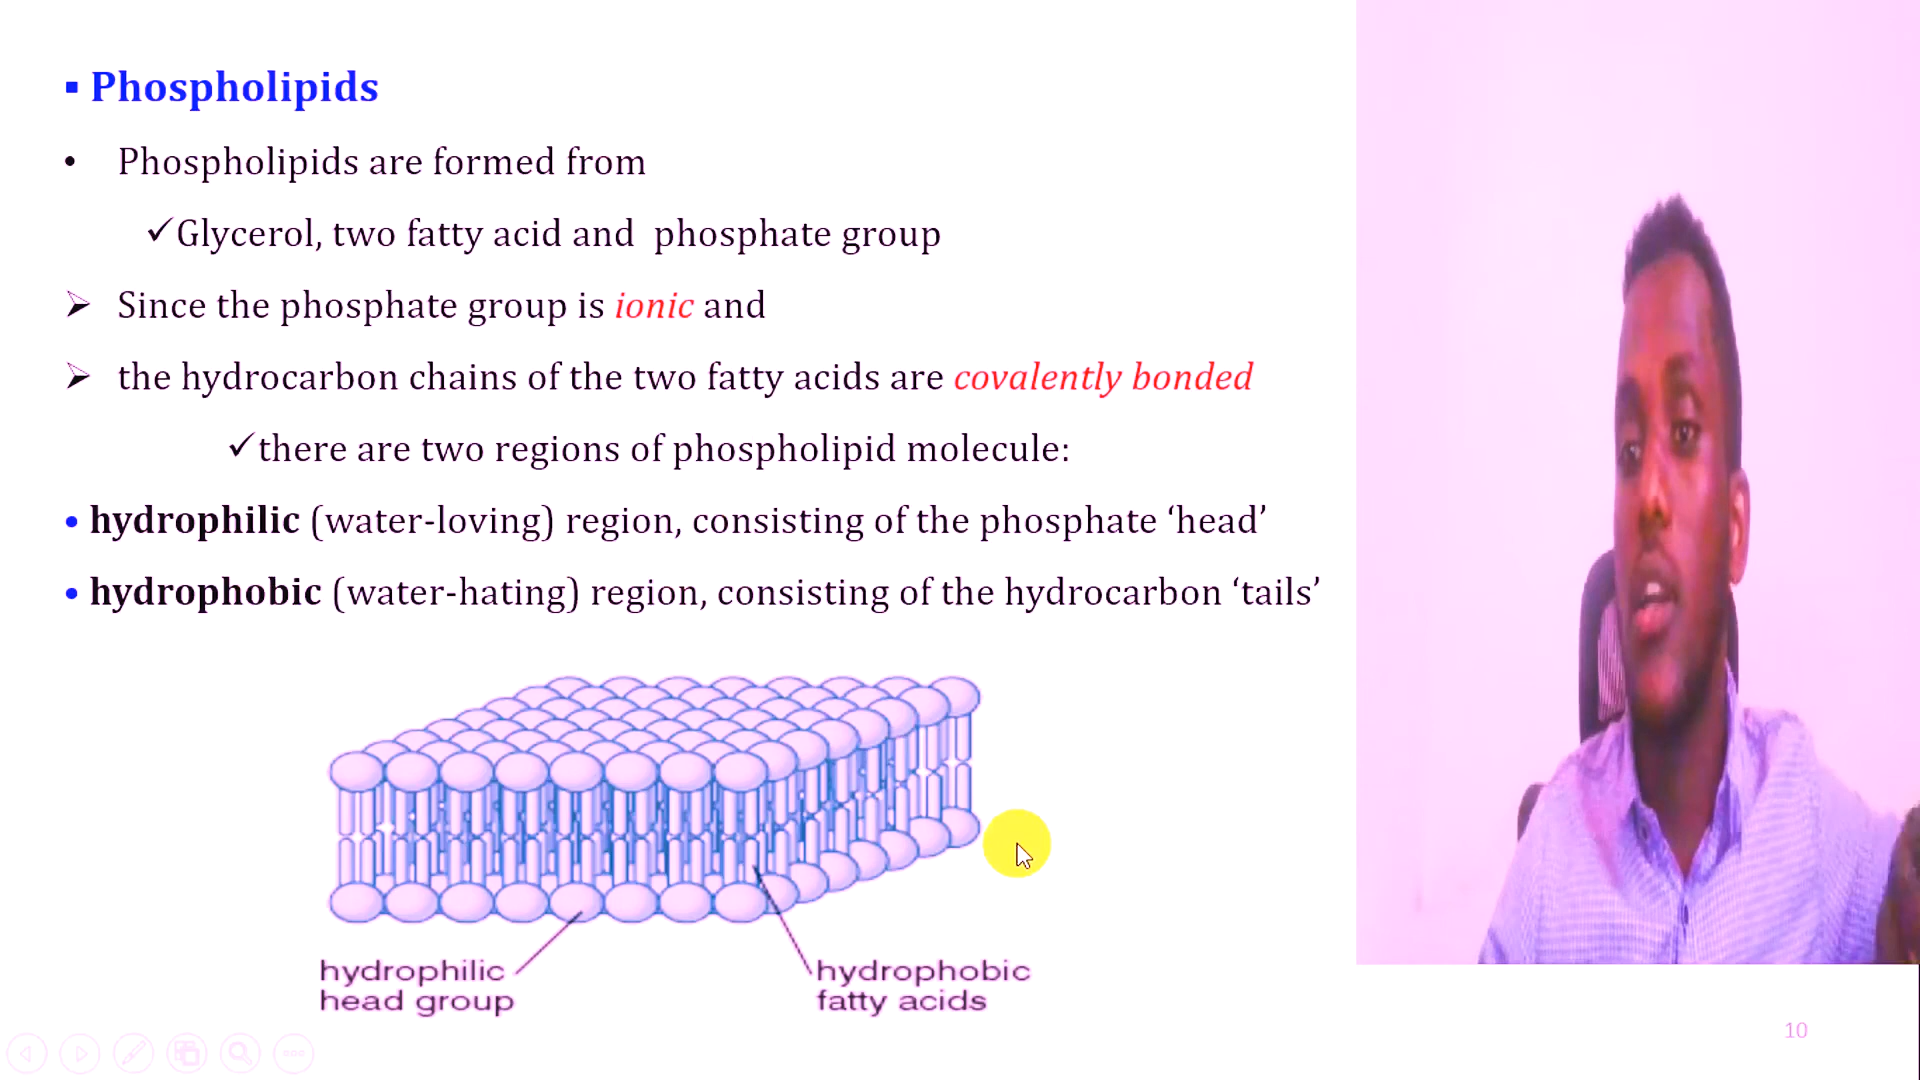 ▪ Phospholipids
• Phospholipids are formed from
✓Glycerol, two fatty acid and phosphate group
➢ Since the phosphate group is ionic and
➢ the hydrocarbon chains of the two fatty acids are covalently bonded
✓there are two regions of phospholipid molecule:
• hydrophilic (water-loving) region, consisting of the phosphate ‘head’
• hydrophobic (water-hating) region, consisting of the hydrocarbon ‘tails’
hydrophilic
head group
hydrophobic
fatty acids
10